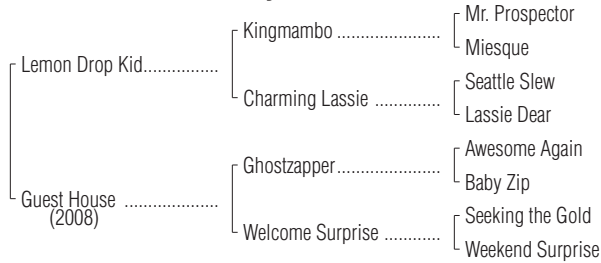 Mr. Prospector
Kingmambo ....................
Miesque
Lemon Drop Kid................
Seattle Slew
Charming Lassie ...............
Lassie Dear
Awesome Again
Ghostzapper......................
Baby Zip
Guest House ....................
(2008)
Seeking the Gold
Welcome Surprise ............
Weekend Surprise